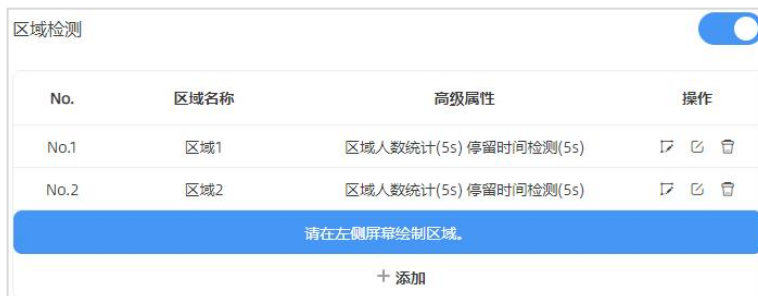 区域检测
No. 区域名称 高级属性 操作
No.1 区域1 区域人数统计(5s) 停留时间检测(5s)
No.2 区域2 区域人数统计(5s) 停留时间检测(5s)
请在左侧屏幕绘制区域。
+ 添加